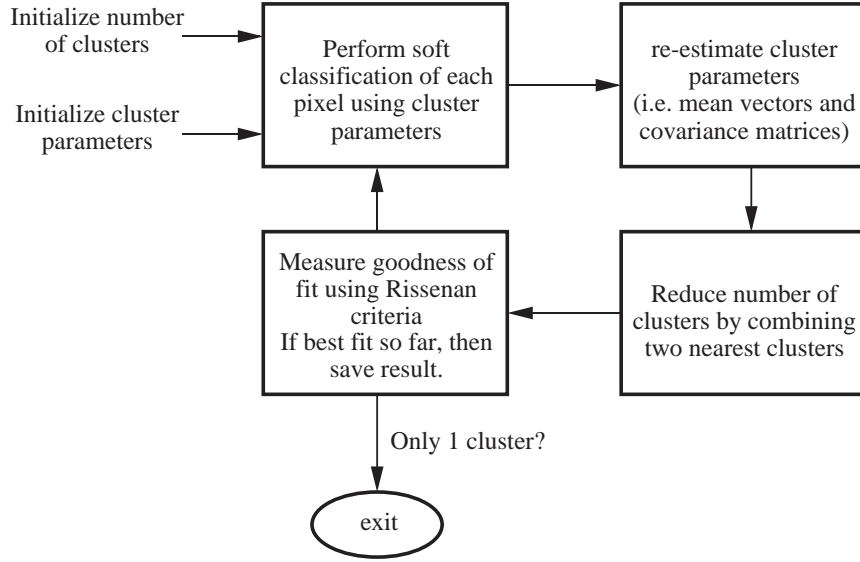 Initialize number
of clusters
Initialize cluster
parameters
Perform soft
classification of each
pixel using cluster
parameters
re-estimate cluster
parameters
(i.e. mean vectors and
covariance matrices)
Measure goodness of
fit using Rissenan
criteria
If best fit so far, then
save result.
Reduce number of
clusters by combining
two nearest clusters
Only 1 cluster?
exit